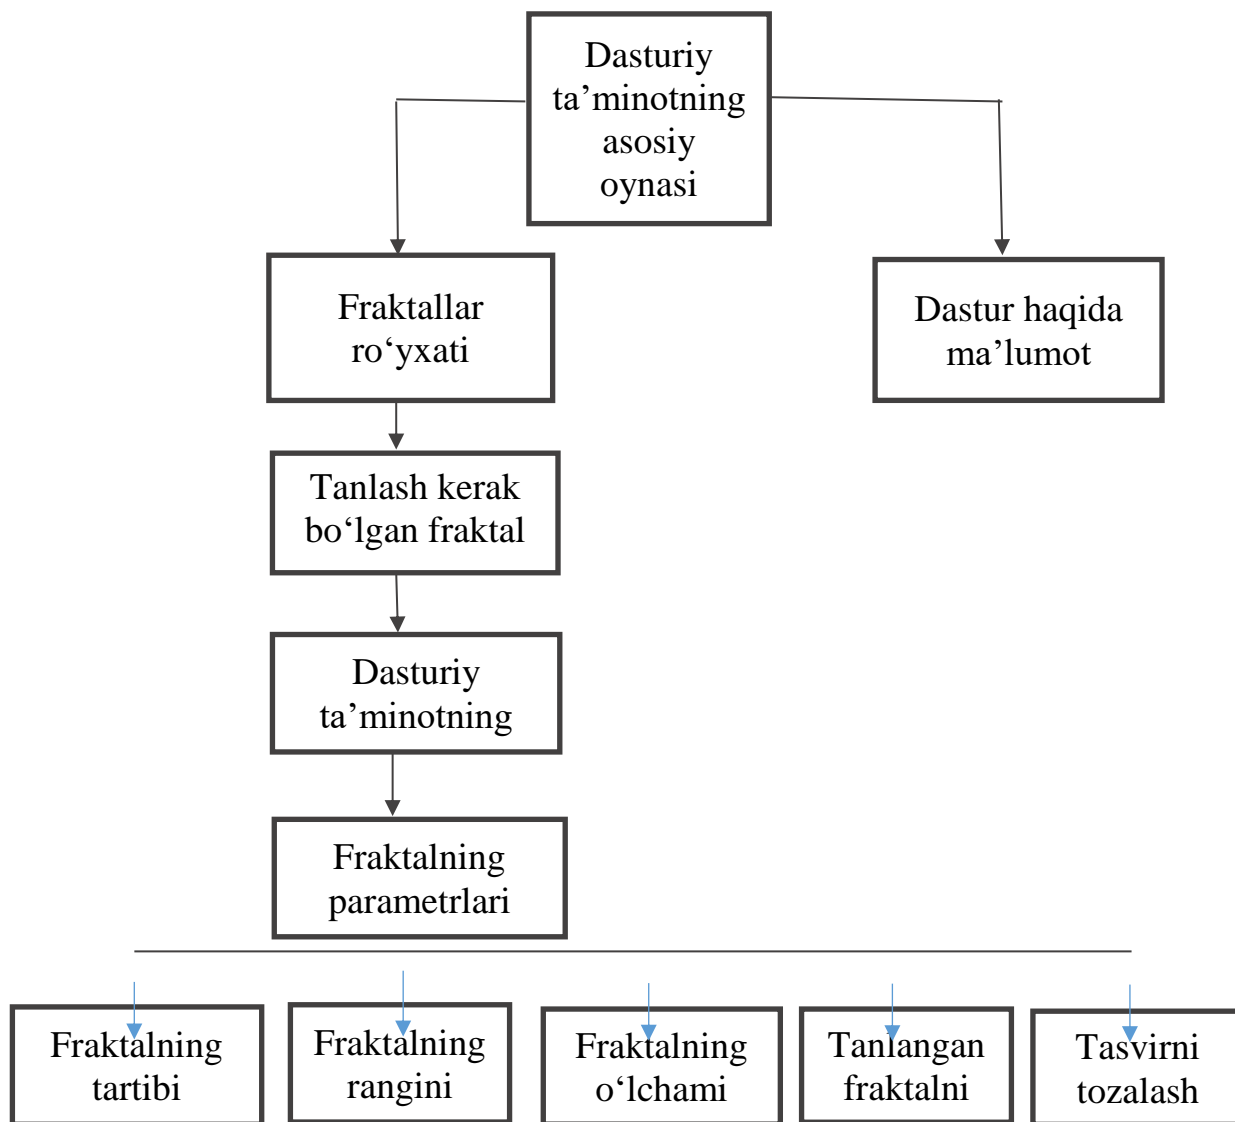 Dasturiy
ta’minotning
asosiy
oynasi
Fraktallar
ro‘yxati
Dastur haqida
ma’lumot
Tanlash kerak
bo‘lgan fraktal
Dasturiy
ta’minotning
Fraktalning
parametrlari
Fraktalning
tartibi
Fraktalning
rangini
Fraktalning
o‘lchami
Tanlangan
fraktalni
Tasvirni
tozalash